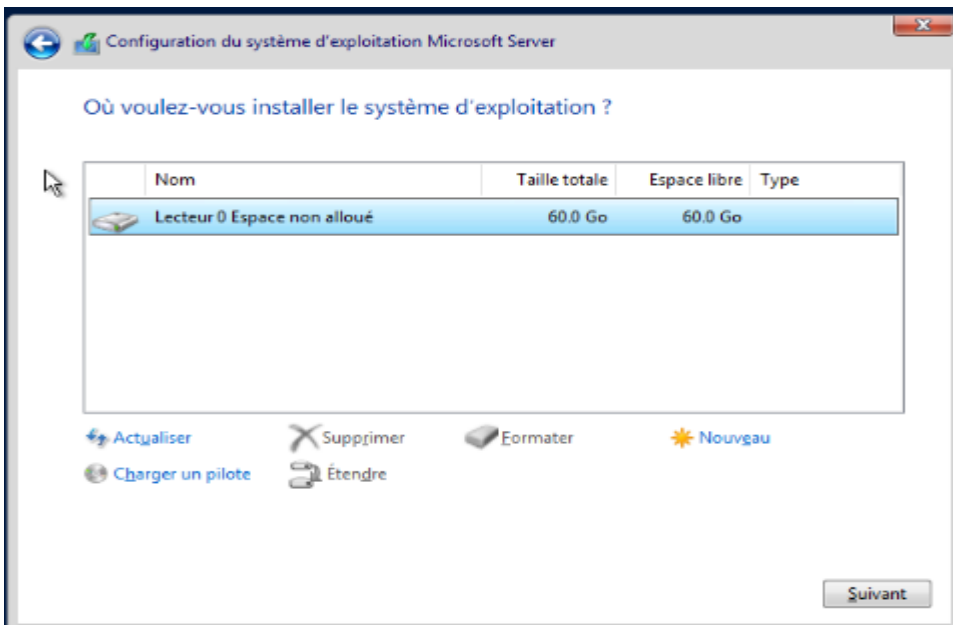 Configuration du système d'exploitation Microsoft Server
Où voulez-vous installer le système d'exploitation ?
Nom Taille totale Espace libre Type
Lecteur 0 Espace non alloué 60.0 Go 60.0 Go
Actualiser Supprimer Formater Nouveau
Charger un pilote Étendre
Suivant